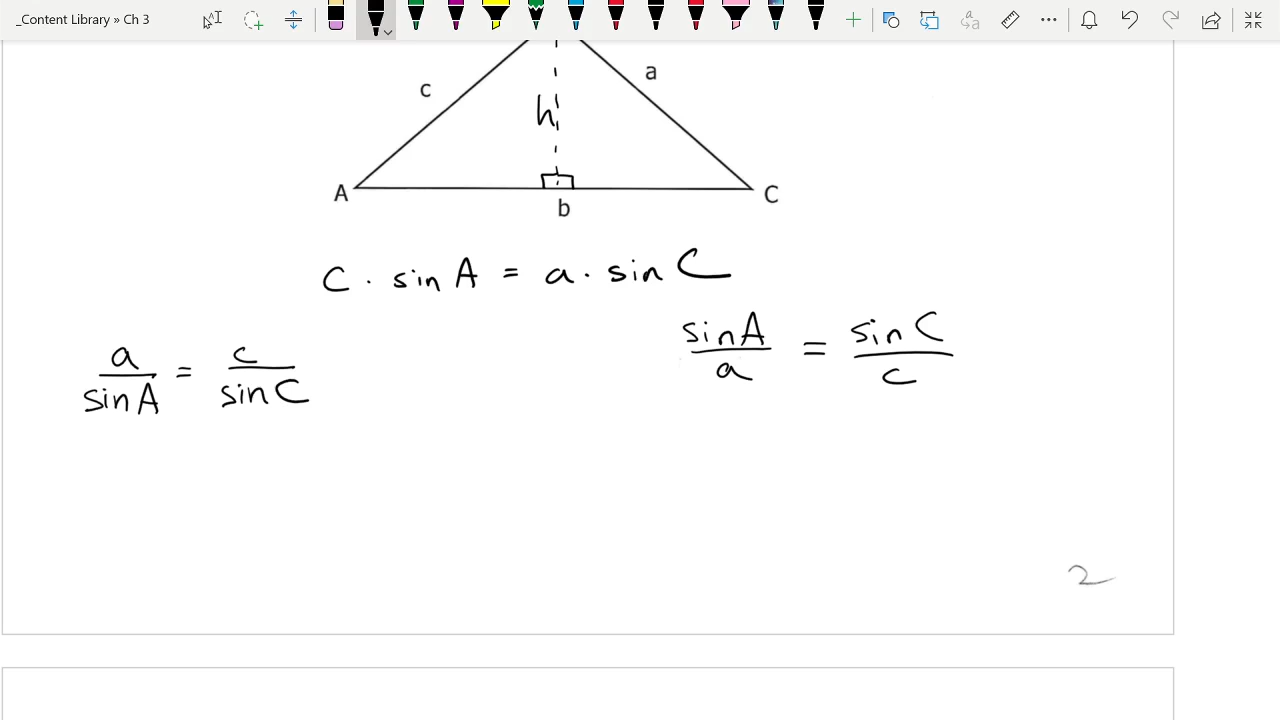 _Content Library » Ch 3
c
a
h
A
C
b
c · sin A = a · sin C
a/sin A = c/sin C
sin A/a = sin C/c
2